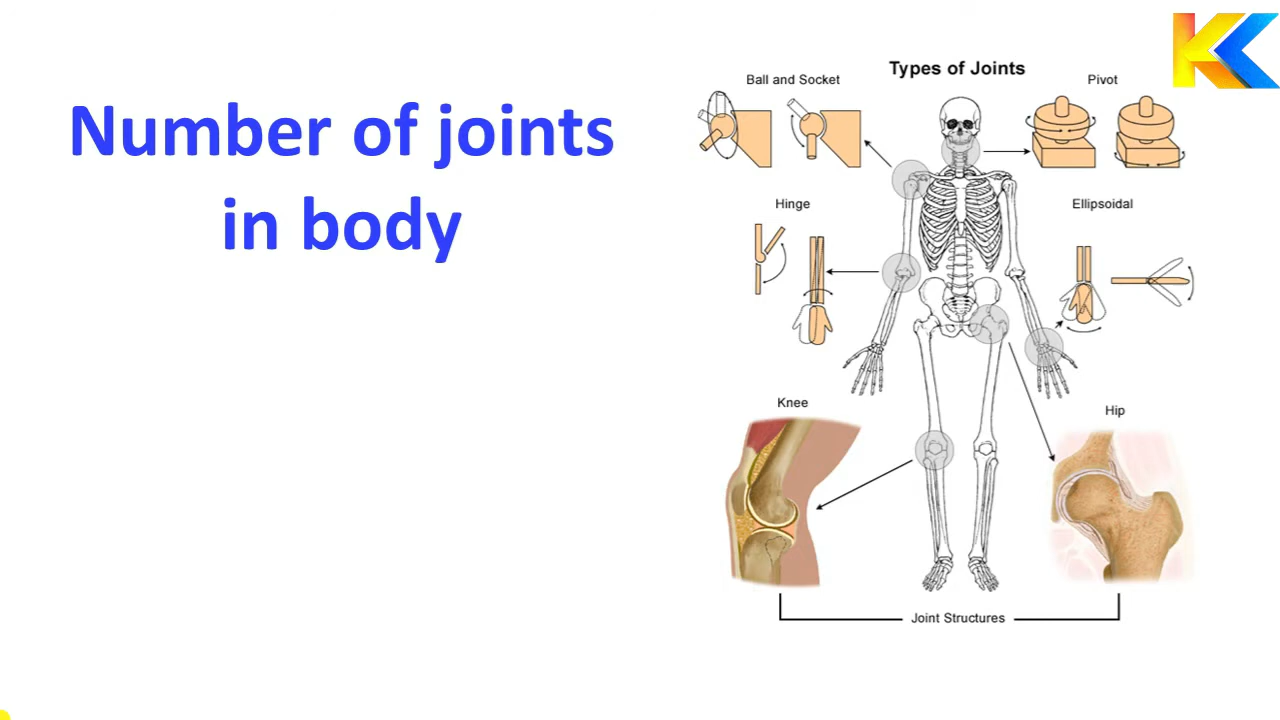 Number of joints
in body
Types of Joints
Ball and Socket
Pivot
Hinge
Ellipsoidal
Knee
Hip
Joint Structures